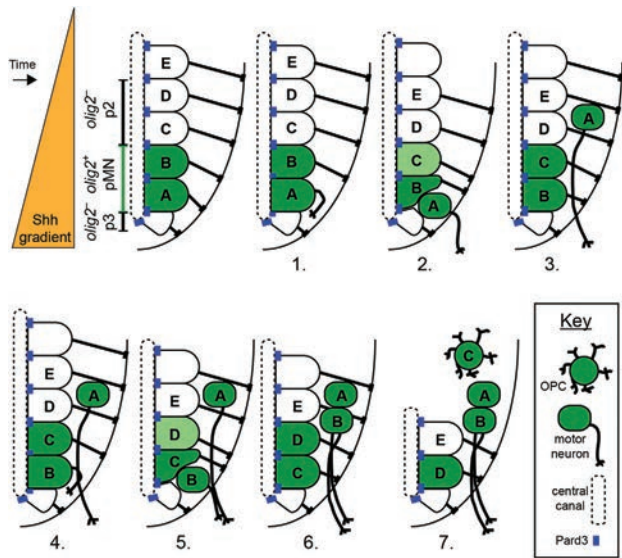 Time
Shh
gradient
olig2⁻
p2
olig2⁺
pMN
olig2⁻
p3
E
D
C
B
A
E
D
C
B
A
1.
E
D
C
B
A
2.
E
D
C
B
A
3.
E
D
C
B
A
4.
E
D
C
B
A
5.
E
D
C
A
B
6.
C
E
D
A
B
7.
Key
OPC
motor
neuron
central
canal
Pard3